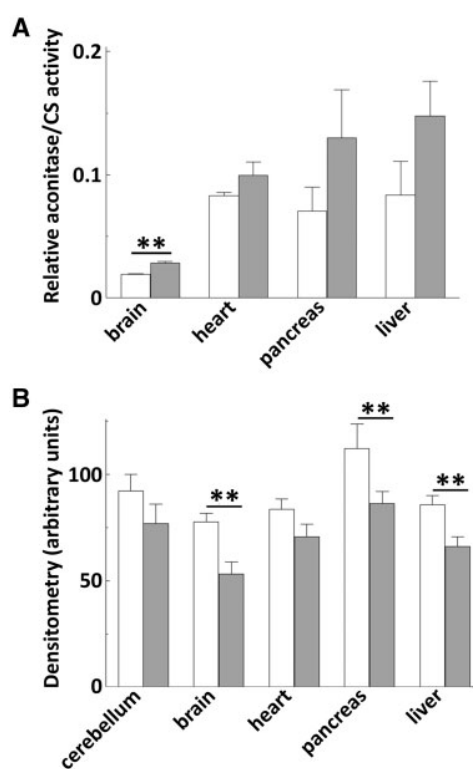 A
Relative aconitase/CS activity
0.2
0.1
0
**
brain
heart
pancreas
liver
B
Densitometry (arbitrary units)
100
50
0
**
**
**
cerebellum
brain
heart
pancreas
liver